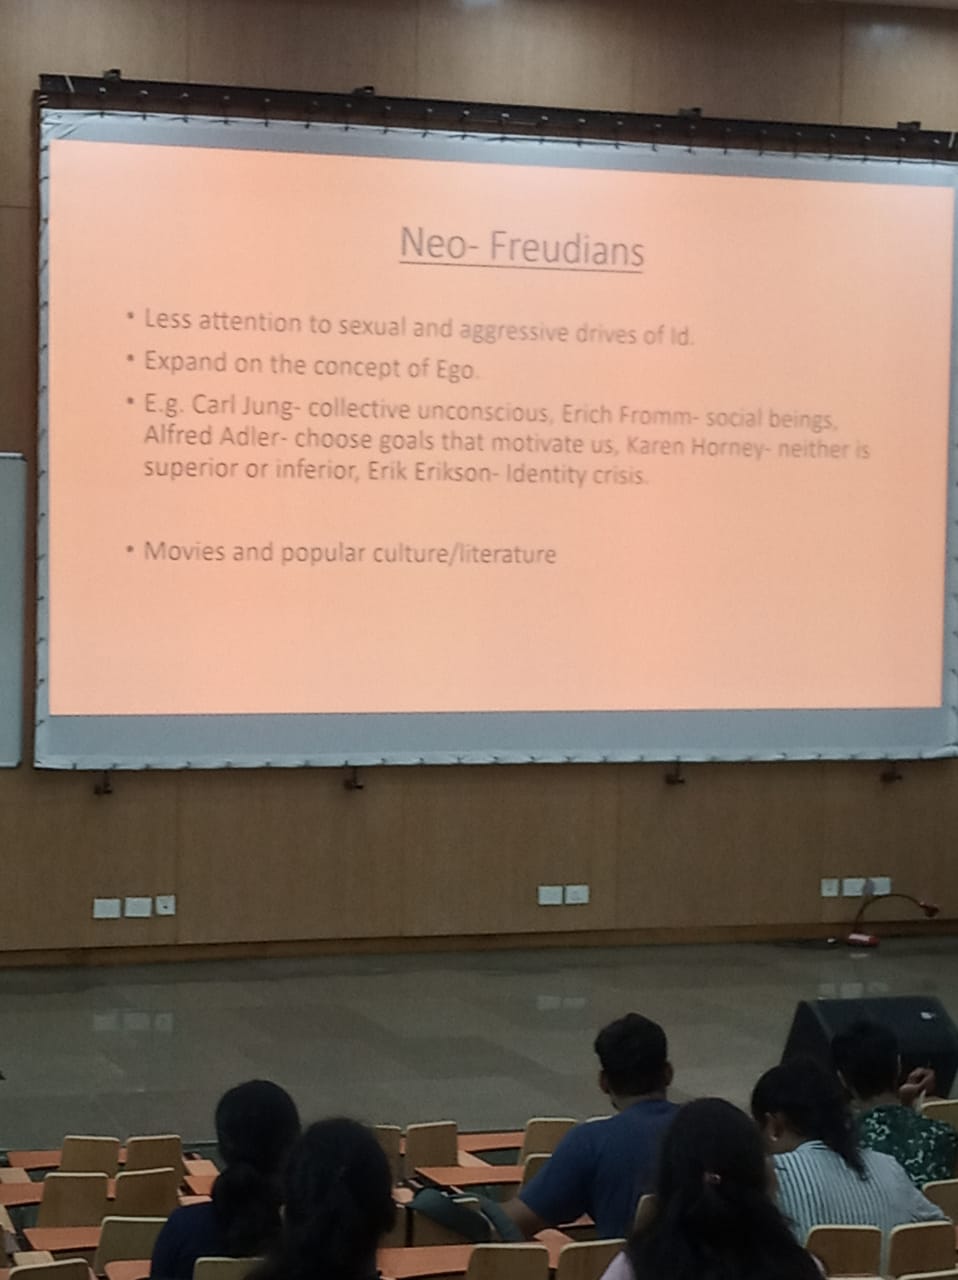 Neo- Freudians
• Less attention to sexual and aggressive drives of Id.
• Expand on the concept of Ego.
• E.g. Carl Jung- collective unconscious, Erich Fromm- social beings,
Alfred Adler- choose goals that motivate us, Karen Horney- neither is
superior or inferior, Erik Erikson- Identity crisis.
• Movies and popular culture/literature